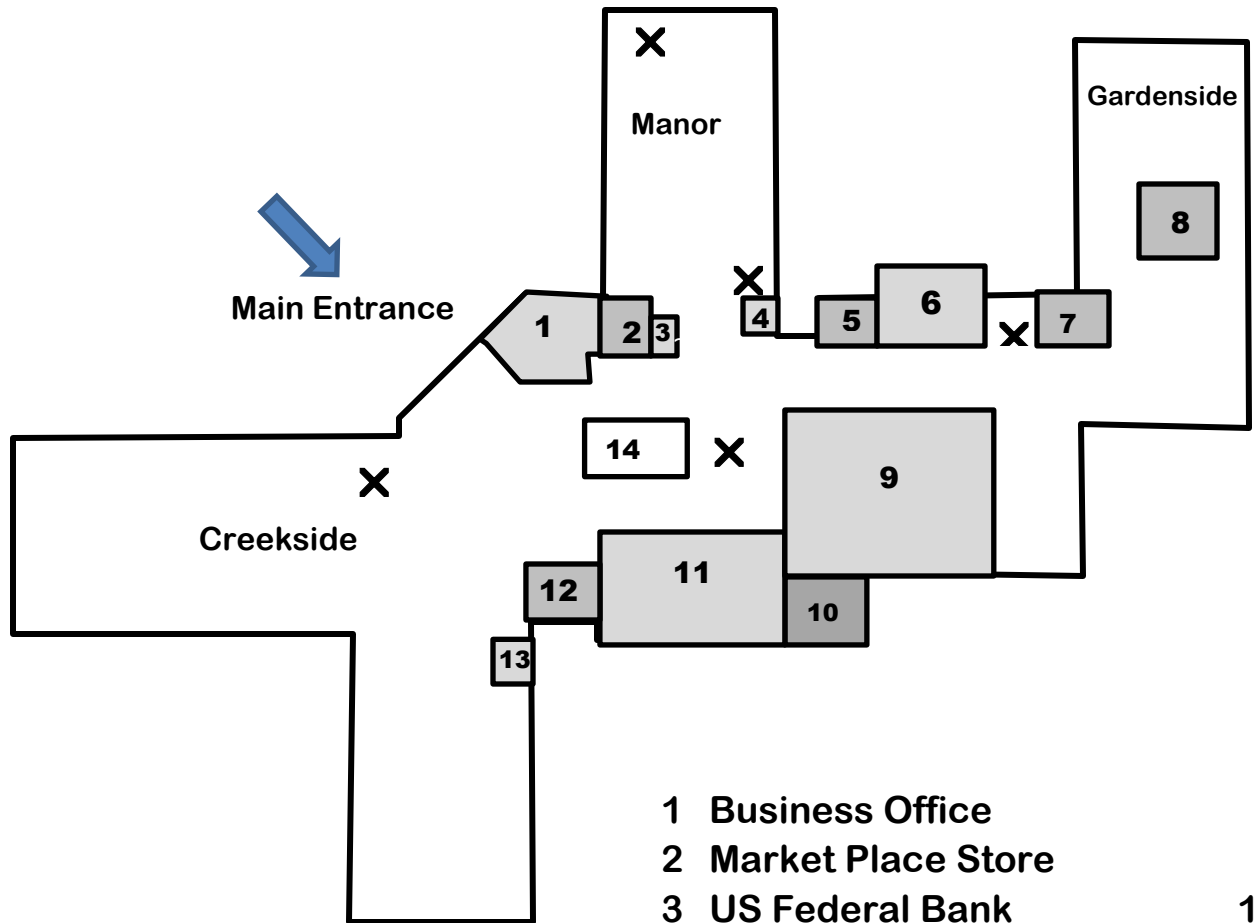 Manor
Gardenside
8
Main Entrance
1
2
3
4
5
6
7
14
9
Creekside
11
12
10
13
1 Business Office
2 Market Place Store
3 US Federal Bank
1